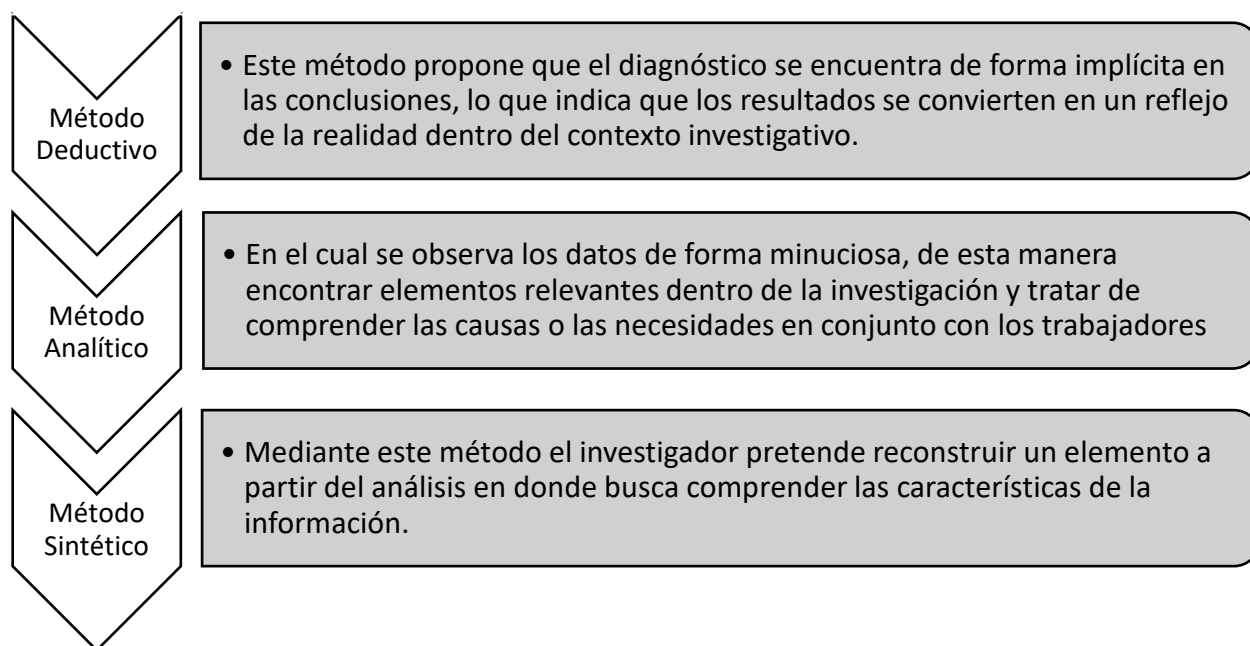 Método
Deductivo
• Este método propone que el diagnóstico se encuentra de forma implícita en
las conclusiones, lo que indica que los resultados se convierten en un reflejo
de la realidad dentro del contexto investigativo.
Método
Analítico
• En el cual se observa los datos de forma minuciosa, de esta manera
encontrar elementos relevantes dentro de la investigación y tratar de
comprender las causas o las necesidades en conjunto con los trabajadores
Método
Sintético
• Mediante este método el investigador pretende reconstruir un elemento a
partir del análisis en donde busca comprender las características de la
información.